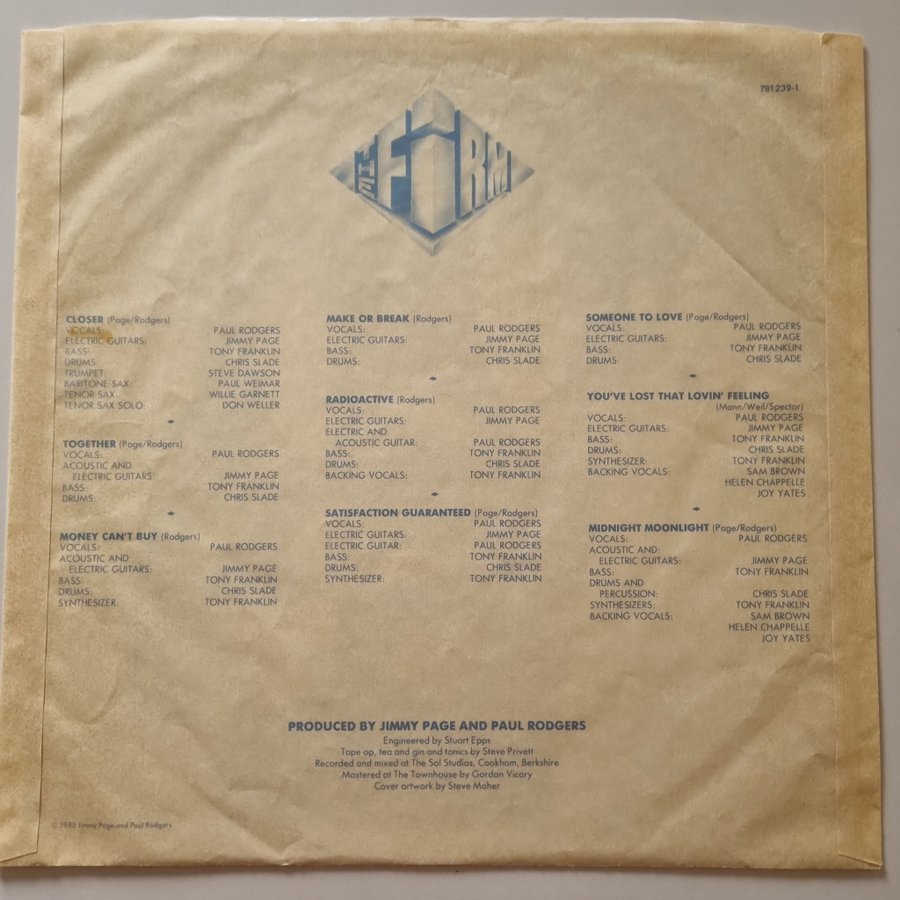 781239-1
THE FIRM
CLOSER (Page/Rodgers)
VOCALS: PAUL RODGERS
ELECTRIC GUITARS: JIMMY PAGE
BASS: TONY FRANKLIN
DRUMS: CHRIS SLADE
TRUMPET: STEVE DAWSON
BARITONE SAX: PAUL WEIMAR
TENOR SAX: WILLIE GARNETT
TENOR SAX SOLO: DON WELLER
TOGETHER (Page/Rodgers)
VOCALS: PAUL RODGERS
ACOUSTIC AND
ELECTRIC GUITARS: JIMMY PAGE
BASS: TONY FRANKLIN
DRUMS: CHRIS SLADE
MONEY CAN'T BUY (Rodgers)
VOCALS: PAUL RODGERS
ACOUSTIC AND
ELECTRIC GUITARS: JIMMY PAGE
BASS: TONY FRANKLIN
DRUMS: CHRIS SLADE
SYNTHESIZER: TONY FRANKLIN
MAKE OR BREAK (Rodgers)
VOCALS: PAUL RODGERS
ELECTRIC GUITARS: JIMMY PAGE
BASS: TONY FRANKLIN
DRUMS: CHRIS SLADE
RADIOACTIVE (Rodgers)
VOCALS: PAUL RODGERS
ELECTRIC GUITARS: JIMMY PAGE
ELECTRIC AND
ACOUSTIC GUITAR: PAUL RODGERS
BASS: TONY FRANKLIN
DRUMS: CHRIS SLADE
BACKING VOCALS: TONY FRANKLIN
SATISFACTION GUARANTEED (Page/Rodgers)
VOCALS: PAUL RODGERS
ELECTRIC GUITARS: JIMMY PAGE
ELECTRIC GUITAR: PAUL RODGERS
BASS: TONY FRANKLIN
DRUMS: CHRIS SLADE
SYNTHESIZER: TONY FRANKLIN
SOMEONE TO LOVE (Page/Rodgers)
VOCALS: PAUL RODGERS
ELECTRIC GUITARS: JIMMY PAGE
BASS: TONY FRANKLIN
DRUMS: CHRIS SLADE
YOU'VE LOST THAT LOVIN' FEELING
(Mann/Weil/Spector)
VOCALS: PAUL RODGERS
ELECTRIC GUITARS: JIMMY PAGE
BASS: TONY FRANKLIN
DRUMS: CHRIS SLADE
SYNTHESIZER: TONY FRANKLIN
BACKING VOCALS: SAM BROWN
HELEN CHAPPELLE
JOY YATES
MIDNIGHT MOONLIGHT (Page/Rodgers)
VOCALS: PAUL RODGERS
ACOUSTIC AND:
ELECTRIC GUITARS: JIMMY PAGE
BASS: TONY FRANKLIN
DRUMS AND
PERCUSSION: CHRIS SLADE
SYNTHESIZERS: TONY FRANKLIN
BACKING VOCALS: SAM BROWN
HELEN CHAPPELLE
JOY YATES
PRODUCED BY JIMMY PAGE AND PAUL RODGERS
Engineered by Stuart Epps
Tape op, tea and gin and tonics by Steve Privett
Recorded and mixed at The Sol Studios, Cookham, Berkshire
Mastered at The Townhouse by Gordon Vicary
Cover artwork by Steve Maher
© 1985 Jimmy Page and Paul Rodgers